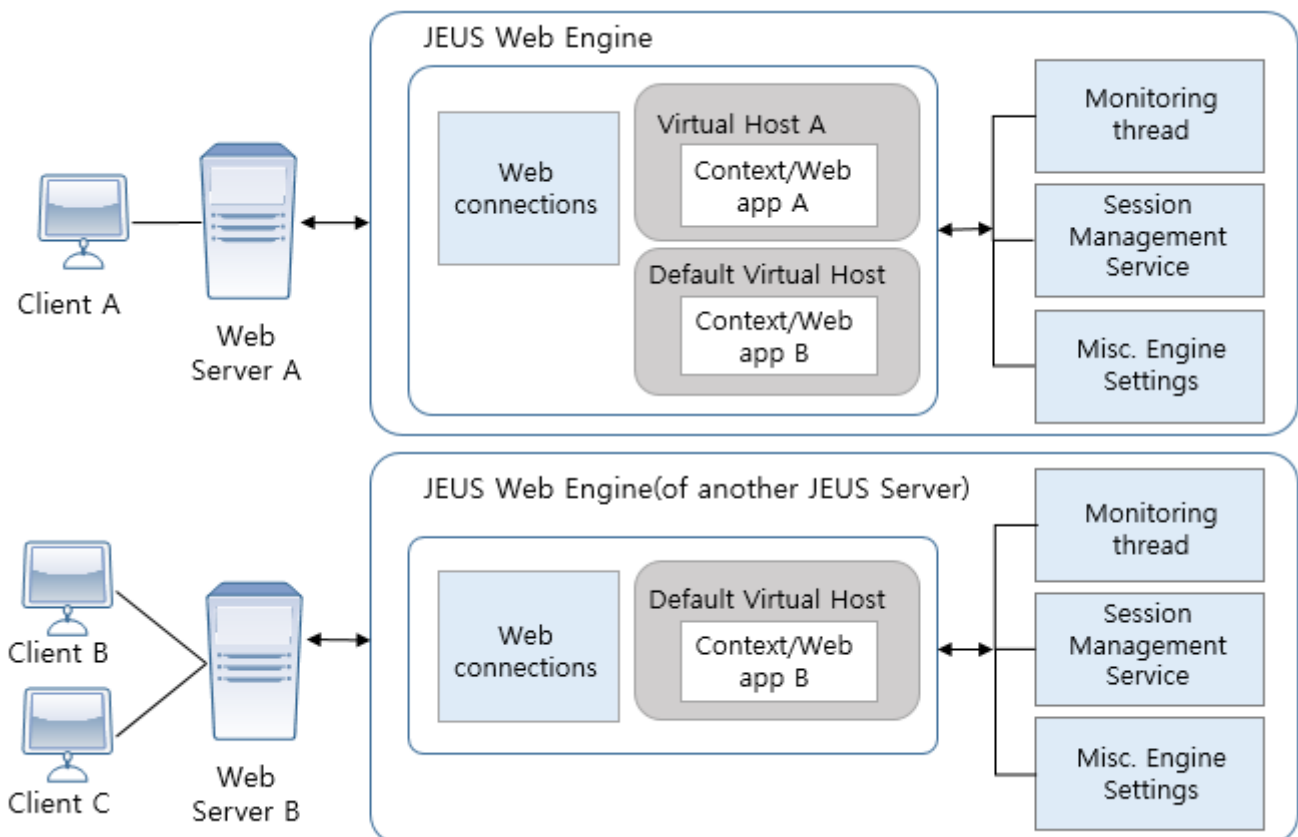 JEUS Web Engine
Client A
Web
Server A
Web
connections
Virtual Host A
Context/Web
app A
Default Virtual Host
Context/Web
app B
Monitoring
thread
Session
Management
Service
Misc. Engine
Settings
JEUS Web Engine(of another JEUS Server)
Client B
Client C
Web
Server B
Web
connections
Default Virtual Host
Context/Web
app B
Monitoring
thread
Session
Management
Service
Misc. Engine
Settings